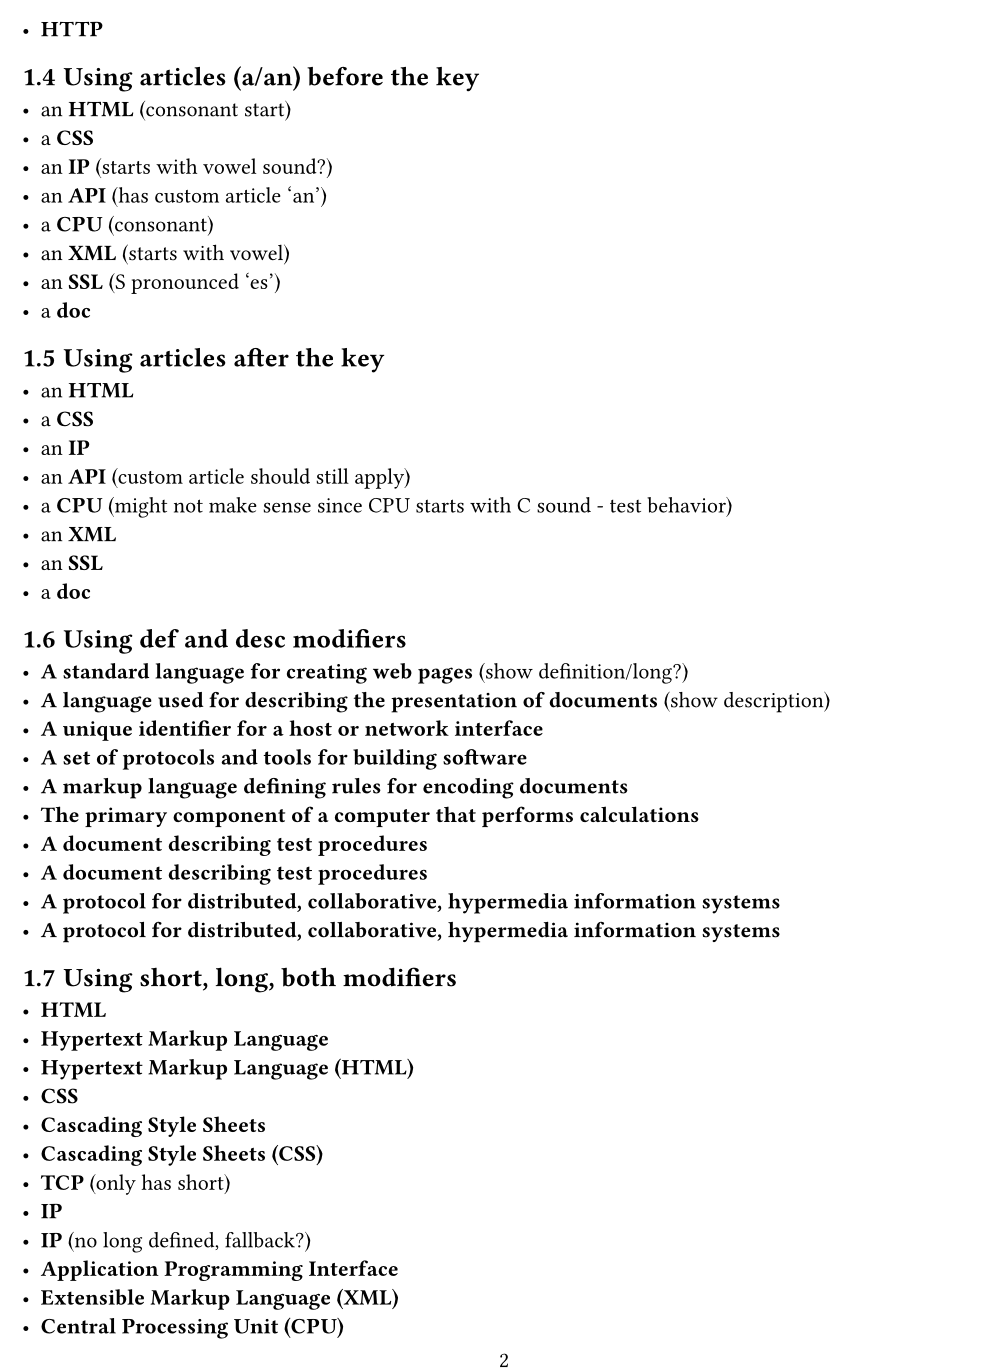 • HTTP
1.4 Using articles (a/an) before the key
• an HTML (consonant start)
• a CSS
• an IP (starts with vowel sound?)
• an API (has custom article ‘an’)
• a CPU (consonant)
• an XML (starts with vowel)
• an SSL (S pronounced ‘es’)
• a doc
1.5 Using articles after the key
• an HTML
• a CSS
• an IP
• an API (custom article should still apply)
• a CPU (might not make sense since CPU starts with C sound - test behavior)
• an XML
• an SSL
• a doc
1.6 Using def and desc modifiers
• A standard language for creating web pages (show definition/long?)
• A language used for describing the presentation of documents (show description)
• A unique identifier for a host or network interface
• A set of protocols and tools for building software
• A markup language defining rules for encoding documents
• The primary component of a computer that performs calculations
• A document describing test procedures
• A document describing test procedures
• A protocol for distributed, collaborative, hypermedia information systems
• A protocol for distributed, collaborative, hypermedia information systems
1.7 Using short, long, both modifiers
• HTML
• Hypertext Markup Language
• Hypertext Markup Language (HTML)
• CSS
• Cascading Style Sheets
• Cascading Style Sheets (CSS)
• TCP (only has short)
• IP
• IP (no long defined, fallback?)
• Application Programming Interface
• Extensible Markup Language (XML)
• Central Processing Unit (CPU)
2